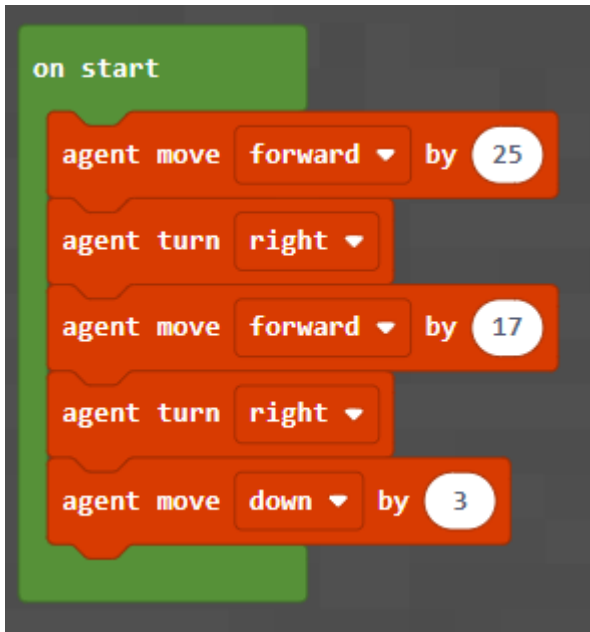 on start
agent move forward by 25
agent turn right
agent move forward by 17
agent turn right
agent move down by 3